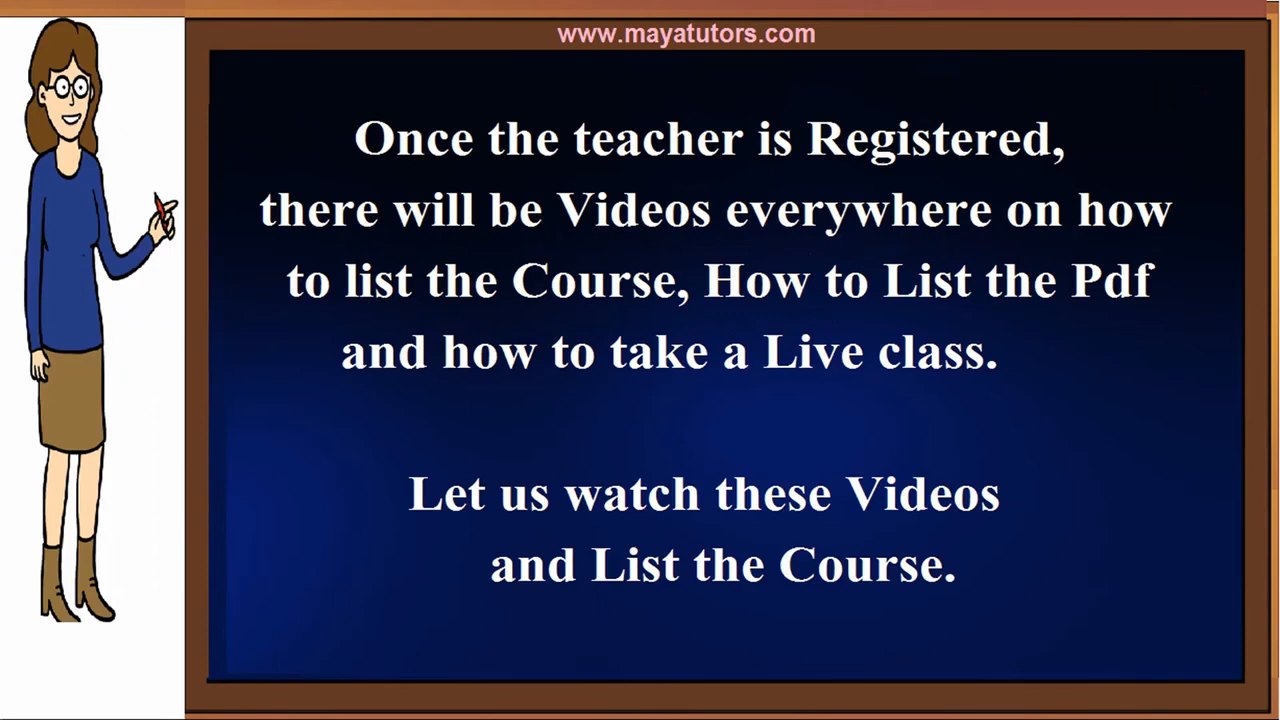 www.mayatutors.com
Once the teacher is Registered,
there will be Videos everywhere on how
to list the Course, How to List the Pdf
and how to take a Live class.
Let us watch these Videos
and List the Course.